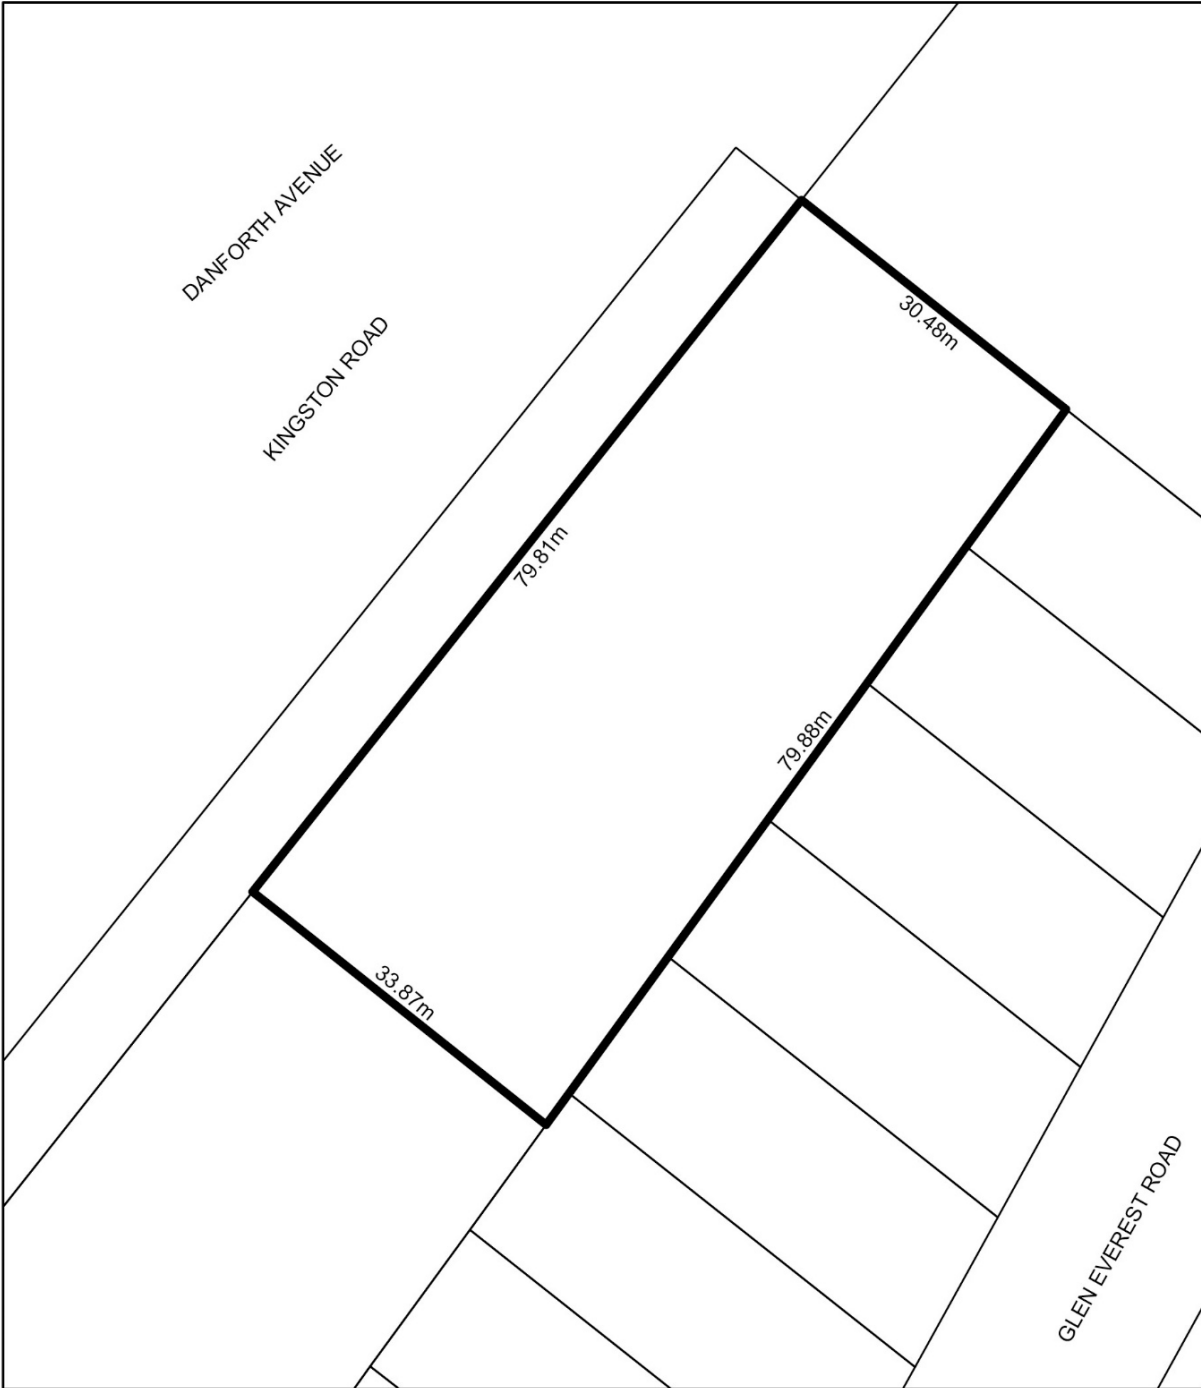 DANFORTH AVENUE
KINGSTON ROAD
30.48m
79.81m
79.88m
33.87m
GLEN EVEREST ROAD